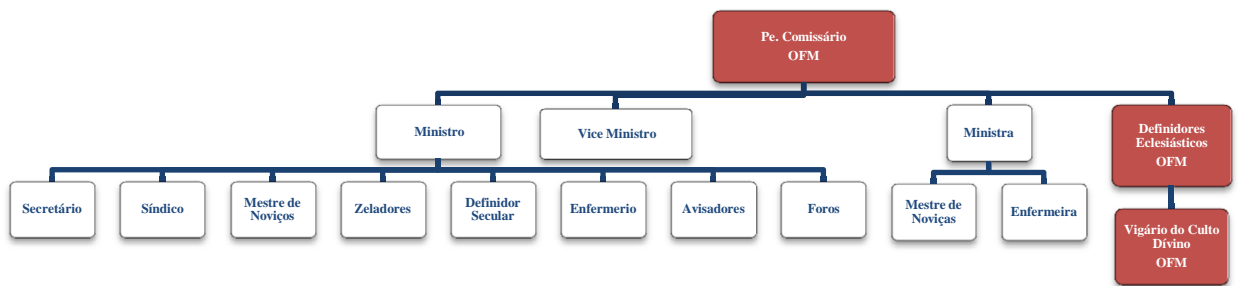 Pe. Comissário
OFM
Ministro
Vice Ministro
Ministra
Definidores
Eclesiásticos
OFM
Secretário
Síndico
Mestre de
Noviços
Zeladores
Definidor
Secular
Enfermerio
Avisadores
Foros
Mestre de
Noviças
Enfermeira
Vigário do Culto
Dívino
OFM